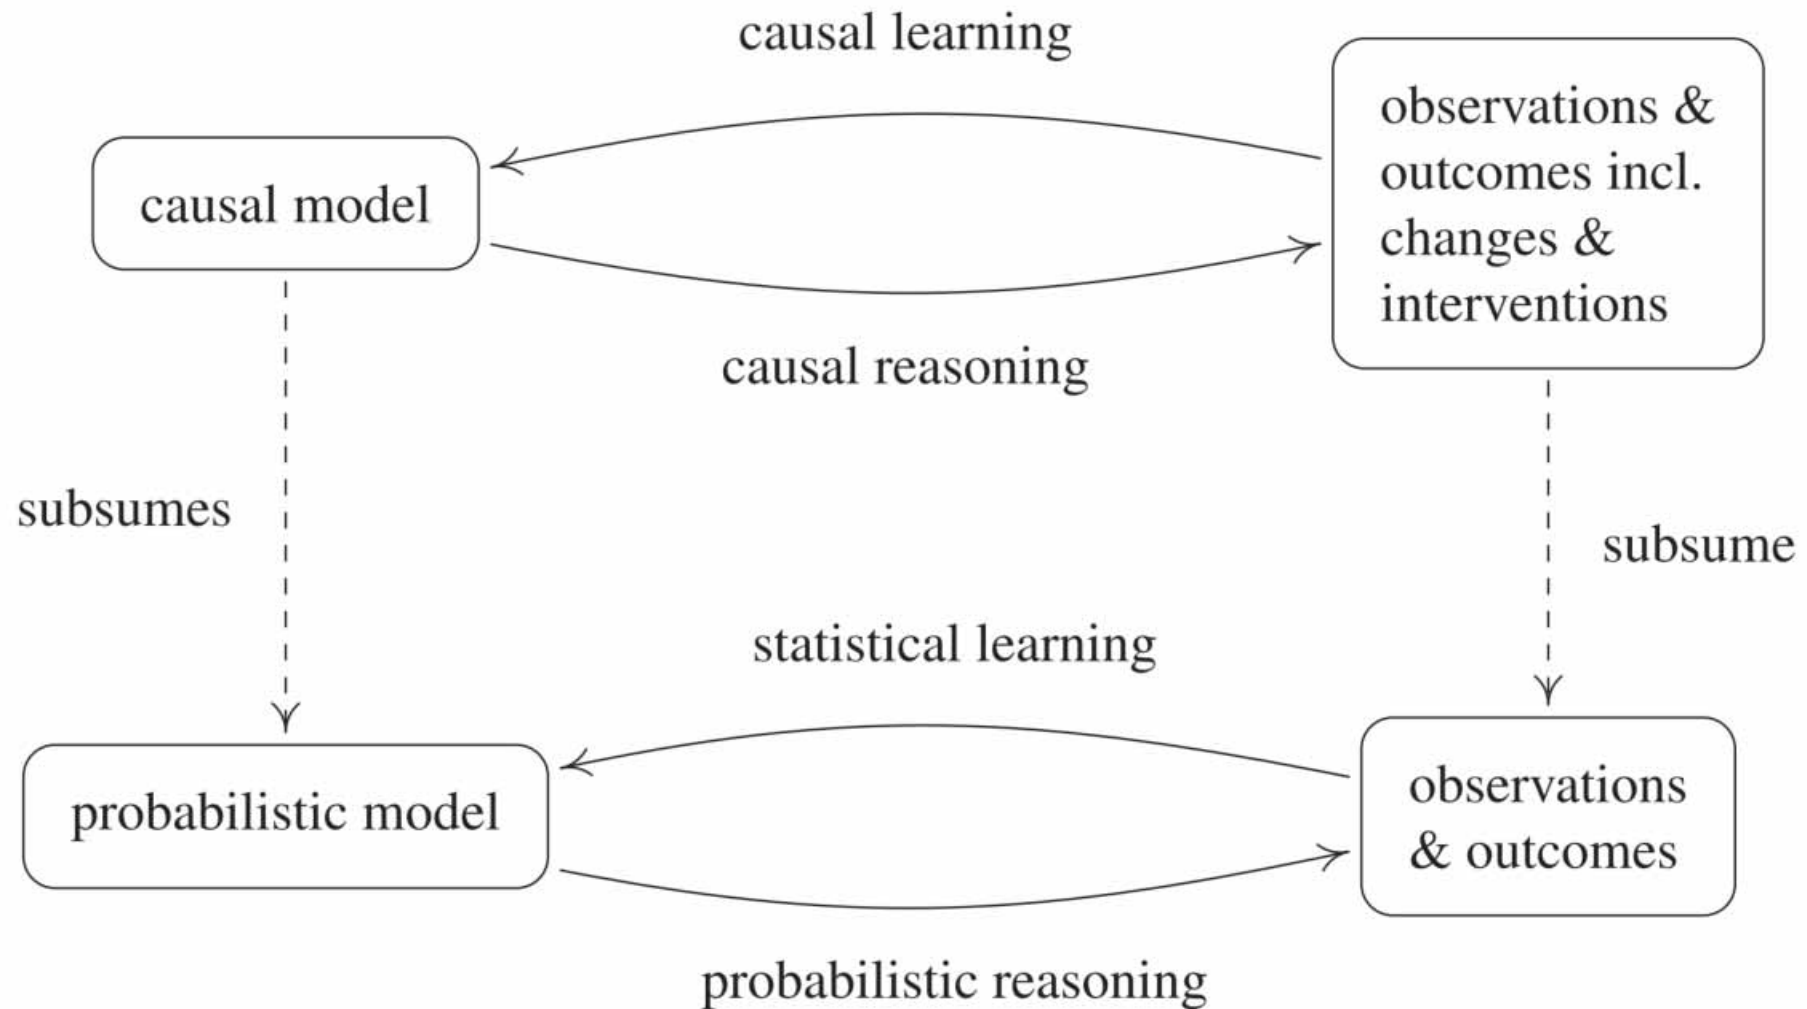 causal learning
observations &
outcomes incl.
changes &
interventions
causal model
causal reasoning
subsumes
subsume
statistical learning
probabilistic model
observations
& outcomes
probabilistic reasoning